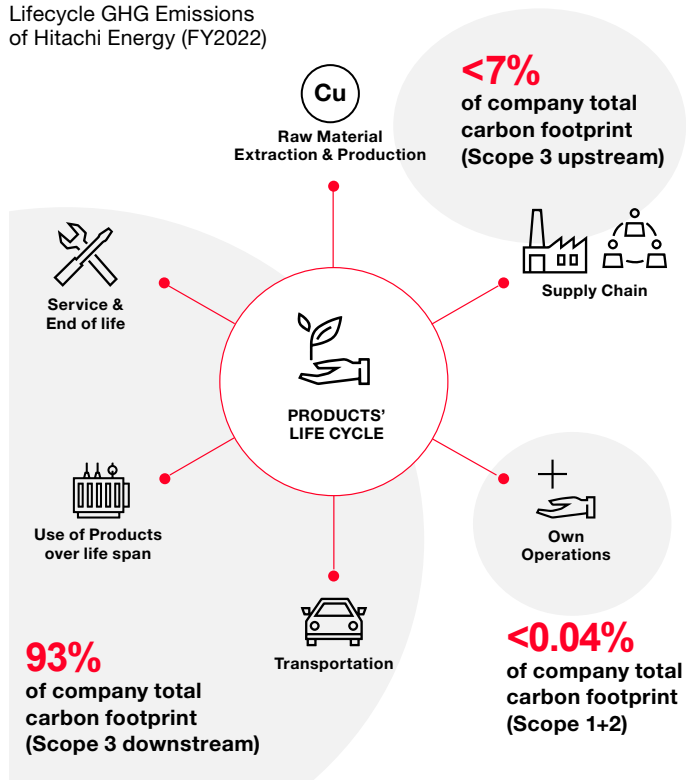 Lifecycle GHG Emissions
of Hitachi Energy (FY2022)
Cu
Raw Material
Extraction & Production
<7%
of company total
carbon footprint
(Scope 3 upstream)
Supply Chain
Service &
End of life
PRODUCTS'
LIFE CYCLE
Use of Products
over life span
Own
Operations
Transportation
93%
of company total
carbon footprint
(Scope 3 downstream)
<0.04%
of company total
carbon footprint
(Scope 1+2)